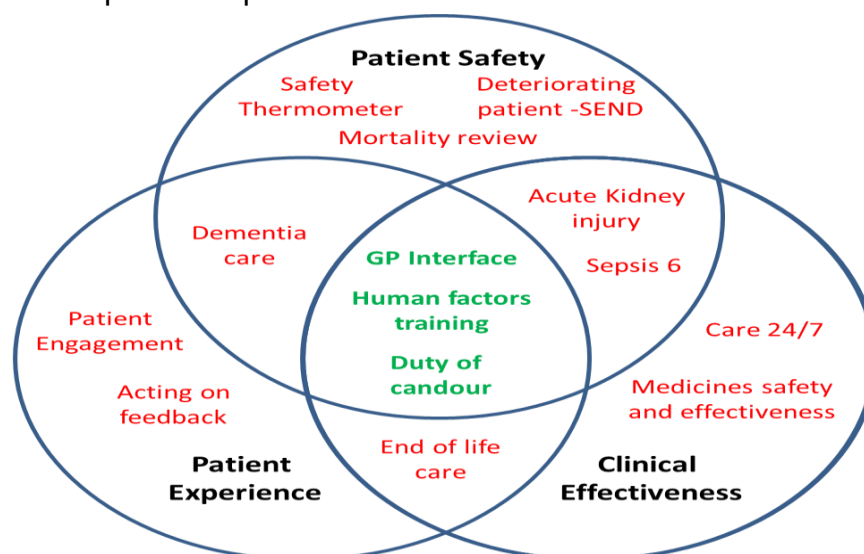 Patient Safety
Safety
Thermometer
Deteriorating
patient -SEND
Mortality review
Acute Kidney
injury
Dementia
care
GP Interface
Sepsis 6
Human factors
training
Patient
Engagement
Care 24/7
Duty of
candour
Acting on
feedback
Medicines safety
and effectiveness
End of life
care
Patient
Experience
Clinical
Effectiveness